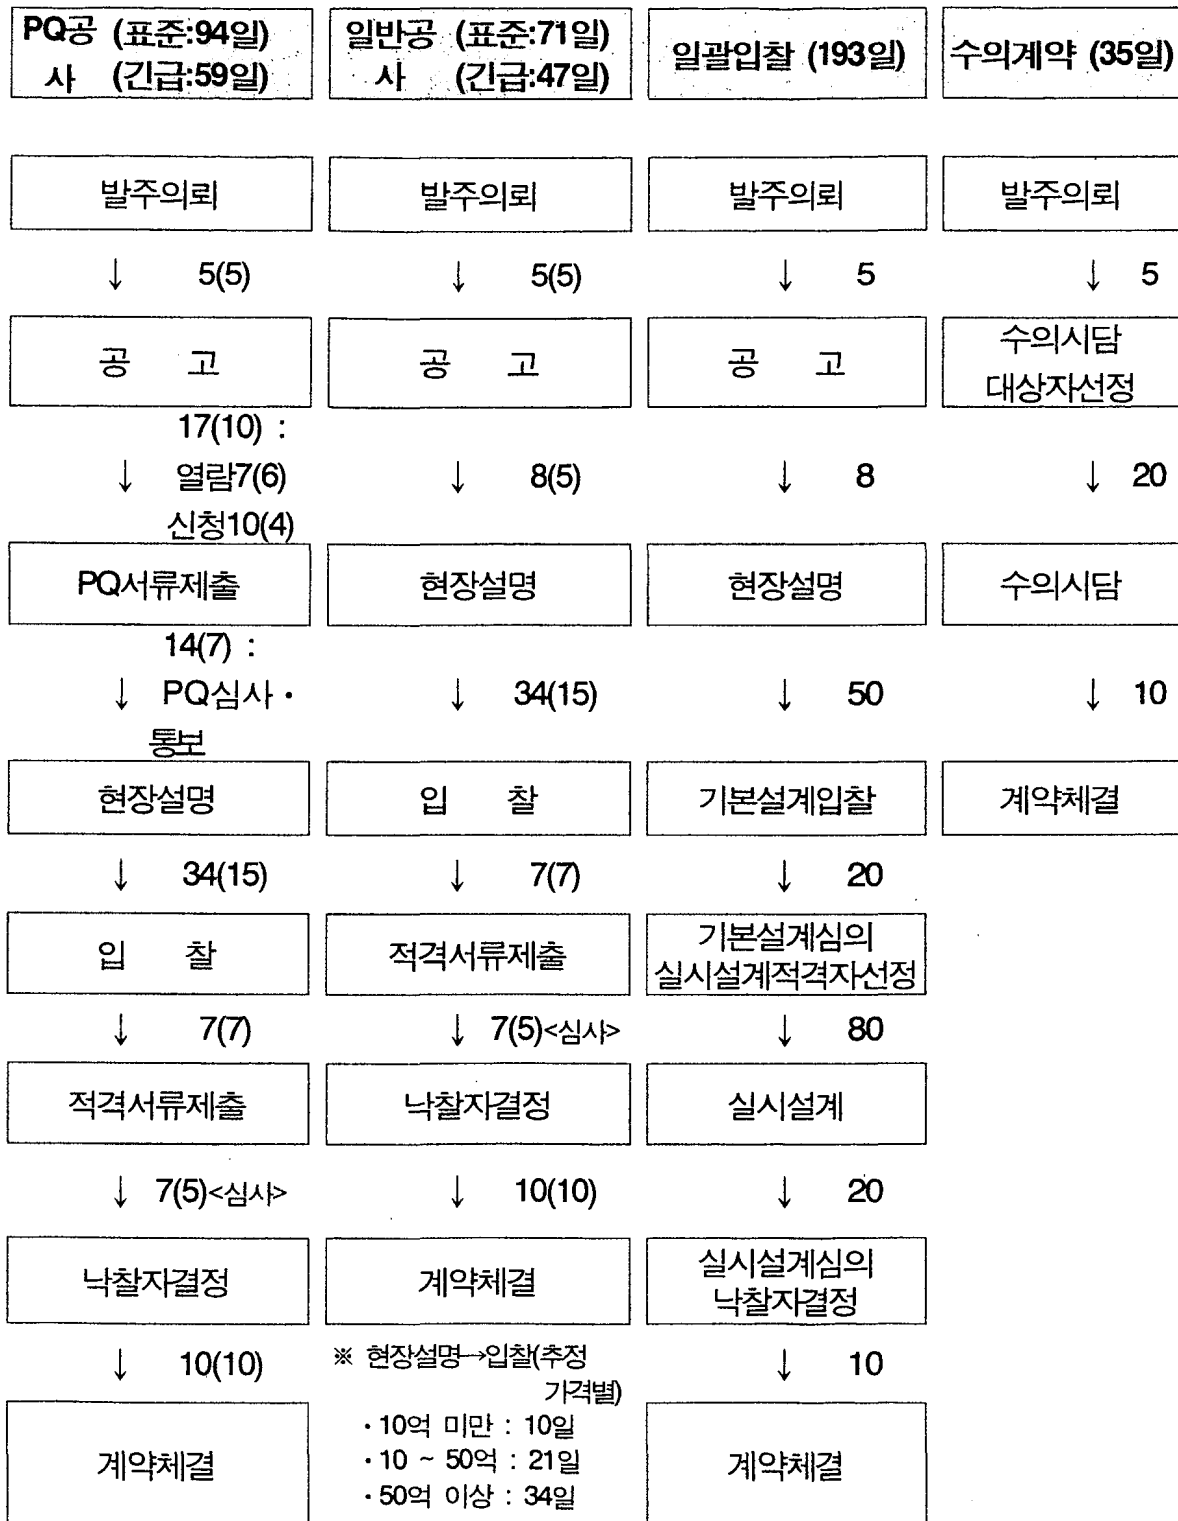 PQ공 (표준:94일)
사 (긴급:59일)
일반공 (표준:71일)
사 (긴급:47일)
일괄입찰 (193일)
수의계약 (35일)
발주의뢰
발주의뢰
발주의뢰
발주의뢰
↓ 5(5)
↓ 5(5)
↓ 5
↓ 5
공 고
공 고
공 고
수의시담
대상자선정
17(10) :
↓ 열람7(6)
신청10(4)
↓ 8(5)
↓ 8
↓ 20
PQ서류제출
현장설명
현장설명
수의시담
14(7) :
↓ PQ심사·
통보
↓ 34(15)
↓ 50
↓ 10
현장설명
입 찰
기본설계입찰
계약체결
↓ 34(15)
↓ 7(7)
↓ 20
입 찰
적격서류제출
기본설계심의
실시설계적격자선정
↓ 7(7)
↓ 7(5)<심사>
↓ 80
적격서류제출
낙찰자결정
실시설계
↓ 7(5)<심사>
↓ 10(10)
↓ 20
낙찰자결정
계약체결
실시설계심의
낙찰자결정
↓ 10(10)
※ 현장설명→입찰(추정
가격별)
· 10억 미만 : 10일
· 10 ~ 50억 : 21일
· 50억 이상 : 34일
↓ 10
계약체결
계약체결